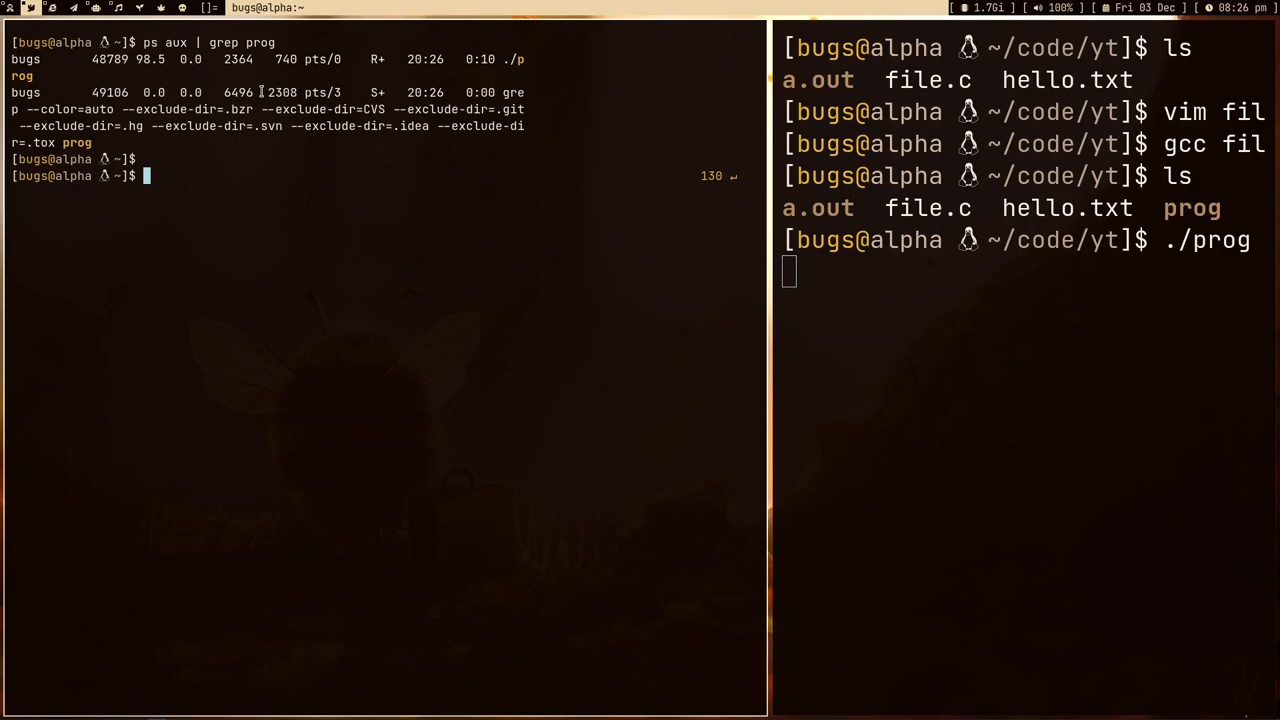 []= bugs@alpha:~ [ 1.7Gi ] [ 100% ] [ Fri 03 Dec ] [ 08:26 pm ]
[bugs@alpha ~]$ ps aux | grep prog
bugs 48789 98.5 0.0 2364 740 pts/0 R+ 20:26 0:10 ./p
rog
bugs 49106 0.0 0.0 6496 2308 pts/3 S+ 20:26 0:00 gre
p --color=auto --exclude-dir=.bzr --exclude-dir=CVS --exclude-dir=.git
--exclude-dir=.hg --exclude-dir=.svn --exclude-dir=.idea --exclude-di
r=.tox prog
[bugs@alpha ~]$
[bugs@alpha ~]$ 130 ↵
[bugs@alpha ~/code/yt]$ ls
a.out file.c hello.txt
[bugs@alpha ~/code/yt]$ vim fil
[bugs@alpha ~/code/yt]$ gcc fil
[bugs@alpha ~/code/yt]$ ls
a.out file.c hello.txt prog
[bugs@alpha ~/code/yt]$ ./prog